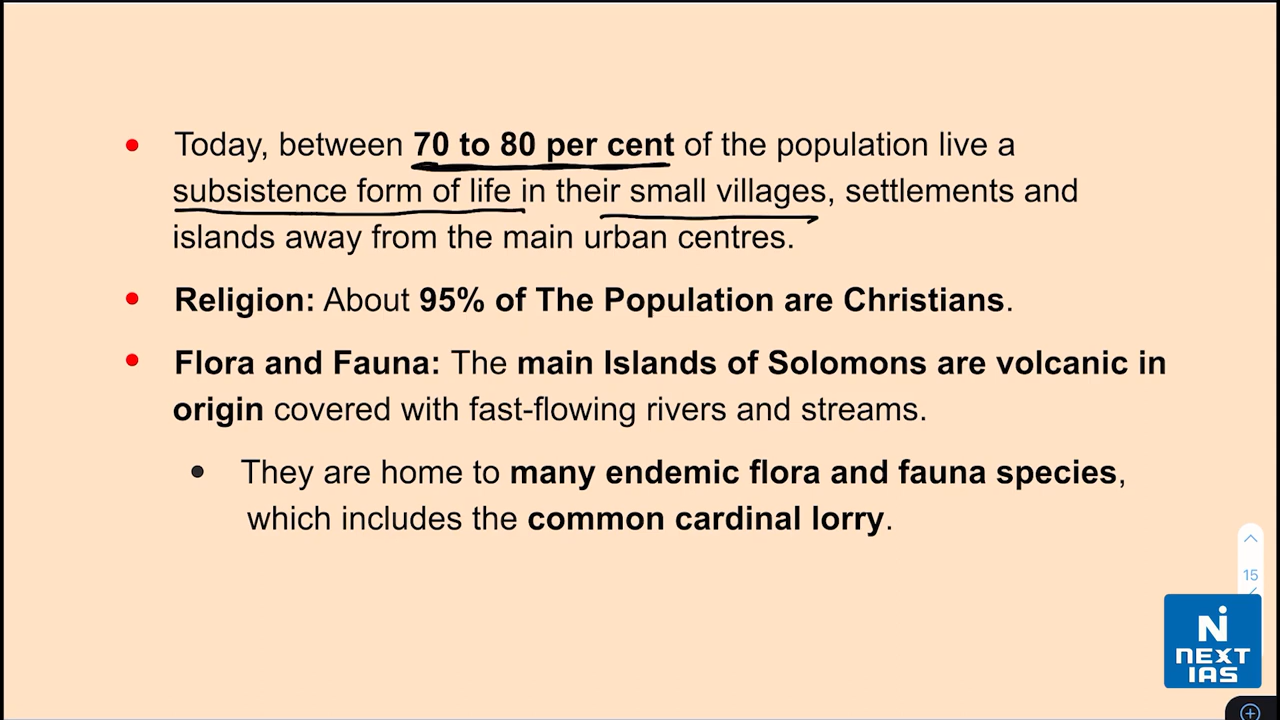 Today, between 70 to 80 per cent of the population live a
subsistence form of life in their small villages, settlements and
islands away from the main urban centres.
Religion: About 95% of The Population are Christians.
Flora and Fauna: The main Islands of Solomons are volcanic in
origin covered with fast-flowing rivers and streams.
They are home to many endemic flora and fauna species,
which includes the common cardinal lorry.
15
NEXT
IAS